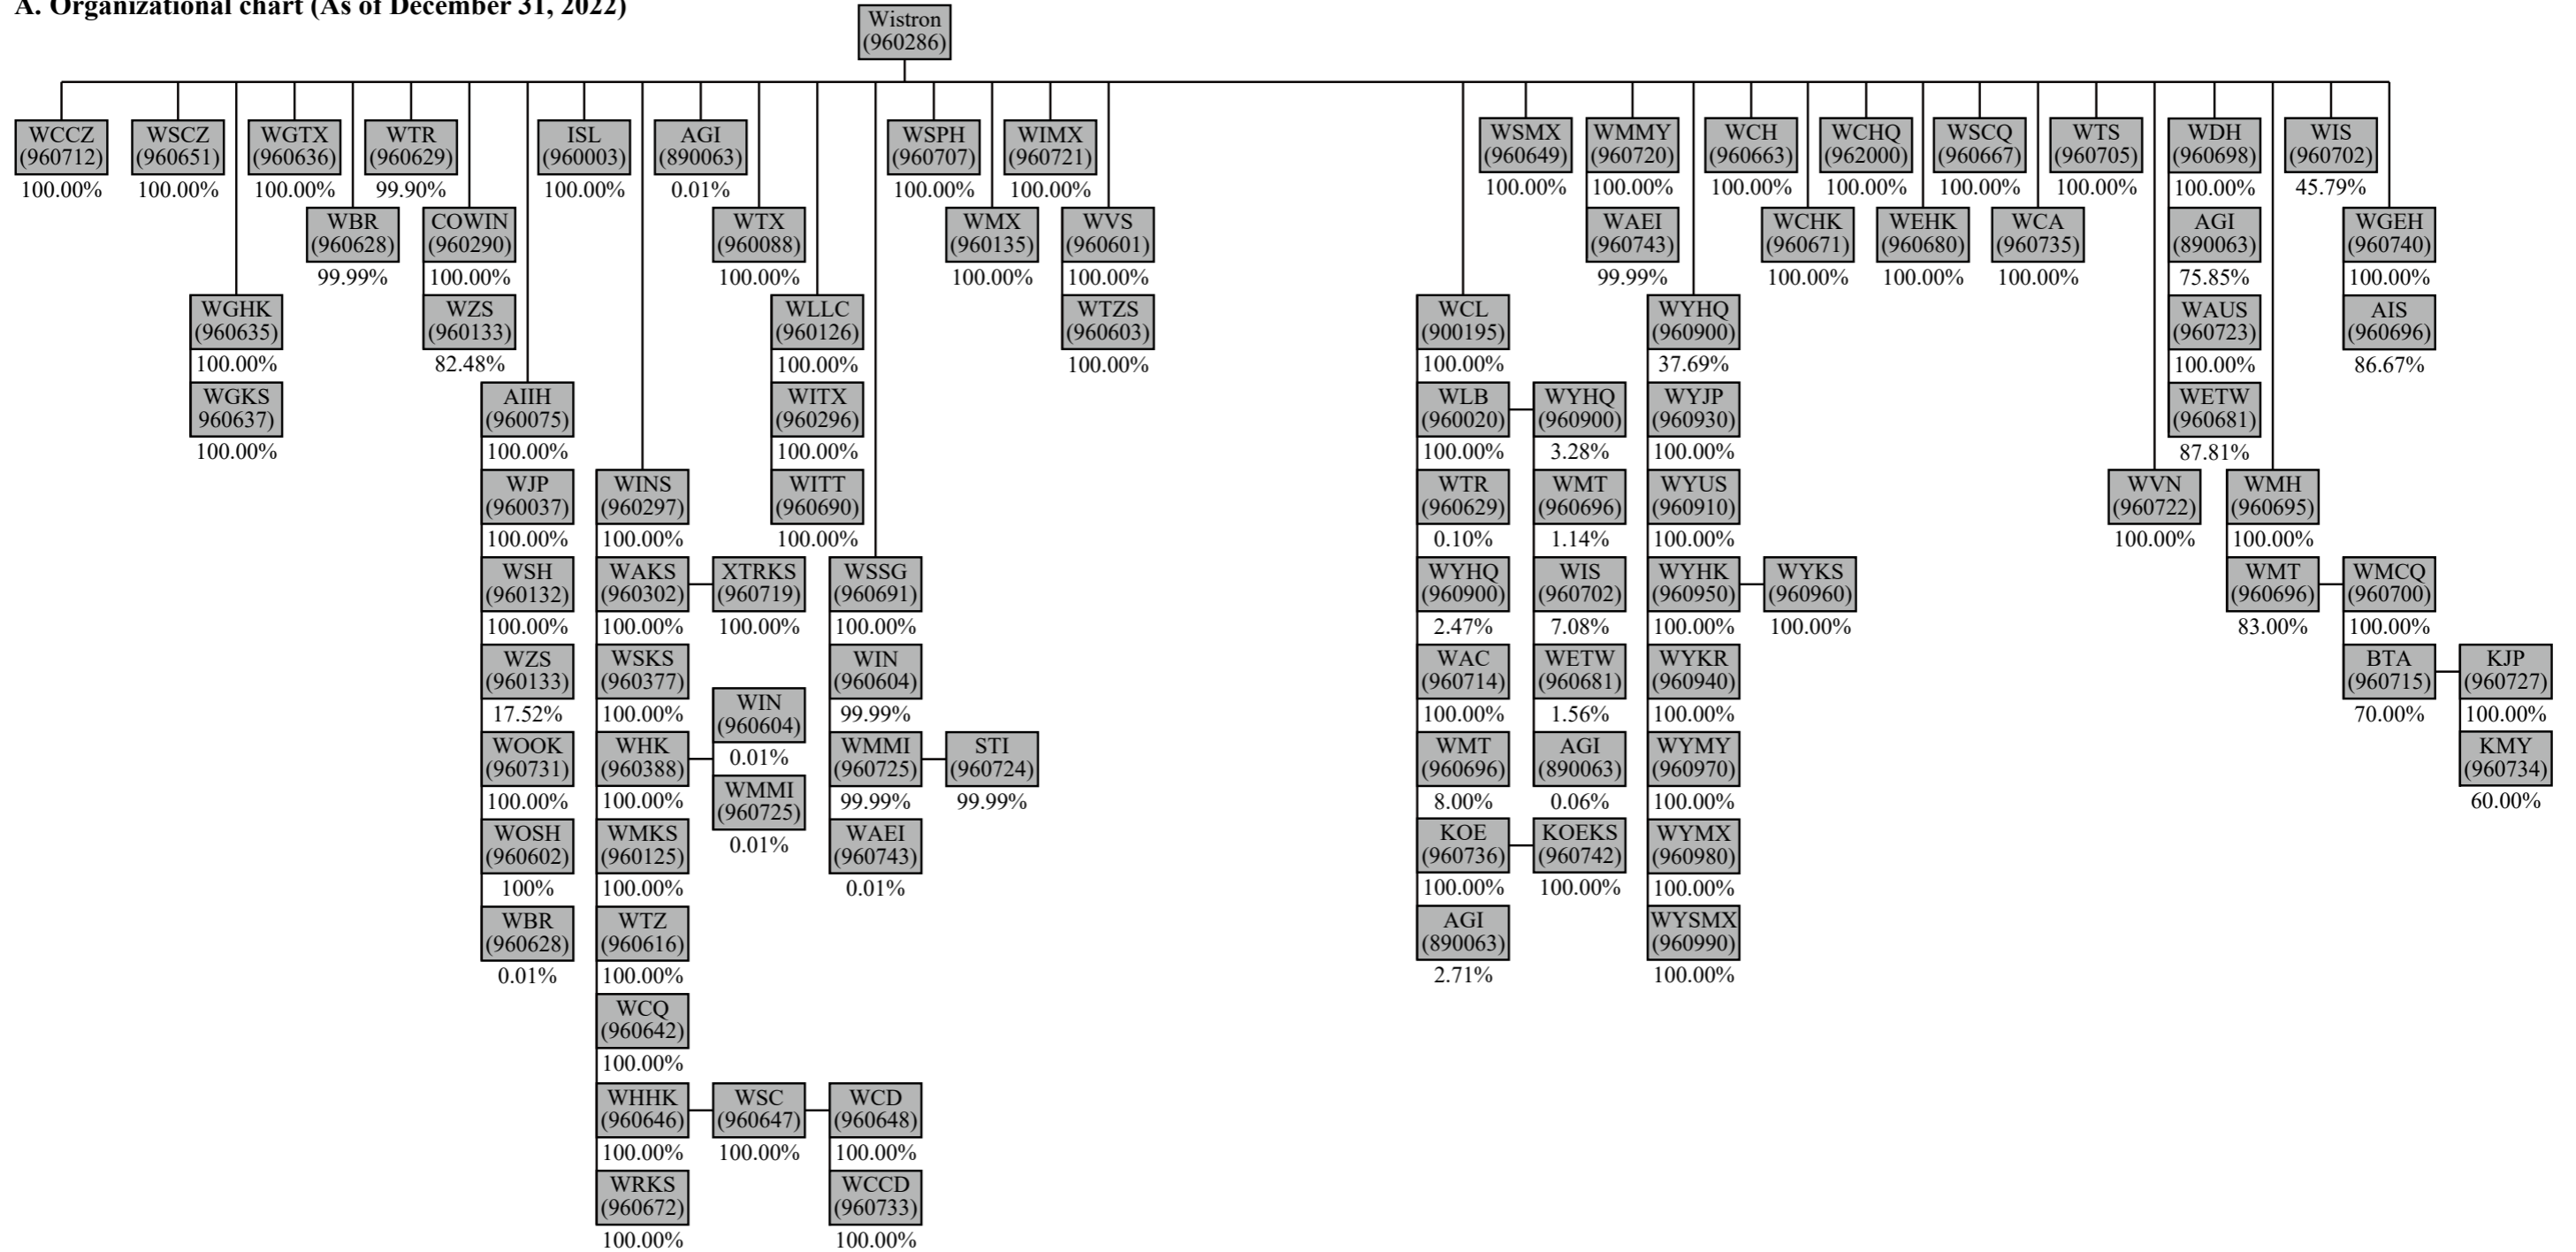 A. Organizational chart (As of December 31, 2022)
Wistron
(960286)
WCCZ
(960712)
100.00%
WSCZ
(960651)
100.00%
WGTX
(960636)
100.00%
WTR
(960629)
99.90%
ISL
(960003)
100.00%
AGI
(890063)
0.01%
WSPH
(960707)
100.00%
WIMX
(960721)
100.00%
WSMX
(960649)
100.00%
WMMY
(960720)
100.00%
WCH
(960663)
100.00%
WCHQ
(962000)
100.00%
WSCQ
(960667)
100.00%
WTS
(960705)
100.00%
WDH
(960698)
100.00%
WIS
(960702)
45.79%
WBR
(960628)
99.99%
COWIN
(960290)
100.00%
WZS
(960133)
82.48%
WTX
(960088)
100.00%
WMX
(960135)
100.00%
WVS
(960601)
100.00%
WTZS
(960603)
100.00%
WAEI
(960743)
99.99%
WCHK
(960671)
100.00%
WEHK
(960680)
100.00%
WCA
(960735)
100.00%
AGI
(890063)
75.85%
WAUS
(960723)
100.00%
WETW
(960681)
87.81%
WGEH
(960740)
100.00%
AIS
(960696)
86.67%
WGHK
(960635)
100.00%
WGKS
960637)
100.00%
AIIH
(960075)
100.00%
WJP
(960037)
100.00%
WSH
(960132)
100.00%
WZS
(960133)
17.52%
WOOK
(960731)
100.00%
WOSH
(960602)
100%
WBR
(960628)
0.01%
WINS
(960297)
100.00%
WAKS
(960302)
100.00%
XTRKS
(960719)
100.00%
WSKS
(960377)
100.00%
WHK
(960388)
100.00%
WIN
(960604)
0.01%
WMMI
(960725)
0.01%
WMKS
(960125)
100.00%
WTZ
(960616)
100.00%
WCQ
(960642)
100.00%
WHHK
(960646)
100.00%
WSC
(960647)
100.00%
WCD
(960648)
100.00%
WRKS
(960672)
100.00%
WCCD
(960733)
100.00%
WLLC
(960126)
100.00%
WITX
(960296)
100.00%
WITT
(960690)
100.00%
WSSG
(960691)
100.00%
WIN
(960604)
99.99%
WMMI
(960725)
99.99%
STI
(960724)
99.99%
WAEI
(960743)
0.01%
WCL
(900195)
100.00%
WLB
(960020)
100.00%
WTR
(960629)
0.10%
WYHQ
(960900)
2.47%
WAC
(960714)
100.00%
WMT
(960696)
8.00%
KOE
(960736)
100.00%
AGI
(890063)
2.71%
WYHQ
(960900)
3.28%
WMT
(960696)
1.14%
WIS
(960702)
7.08%
WETW
(960681)
1.56%
AGI
(890063)
0.06%
KOEKS
(960742)
100.00%
WYHQ
(960900)
37.69%
WYJP
(960930)
100.00%
WYUS
(960910)
100.00%
WYHK
(960950)
100.00%
WYKS
(960960)
100.00%
WYKR
(960940)
100.00%
WYMY
(960970)
100.00%
WYMX
(960980)
100.00%
WYSMX
(960990)
100.00%
WVN
(960722)
100.00%
WMH
(960695)
100.00%
WMT
(960696)
83.00%
WMCQ
(960700)
100.00%
BTA
(960715)
70.00%
KJP
(960727)
100.00%
KMY
(960734)
60.00%